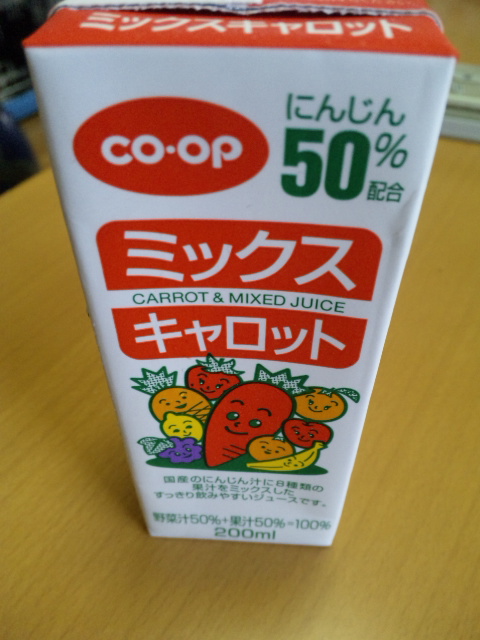 ミックスキャロット
CO·OP
にんじん
50%
配合
ミックス
CARROT & MIXED JUICE
キャロット
国産のにんじん汁に8種類の
果汁をミックスした
すっきり飲みやすいジュースです。
野菜汁50%+果汁50%=100%
200ml